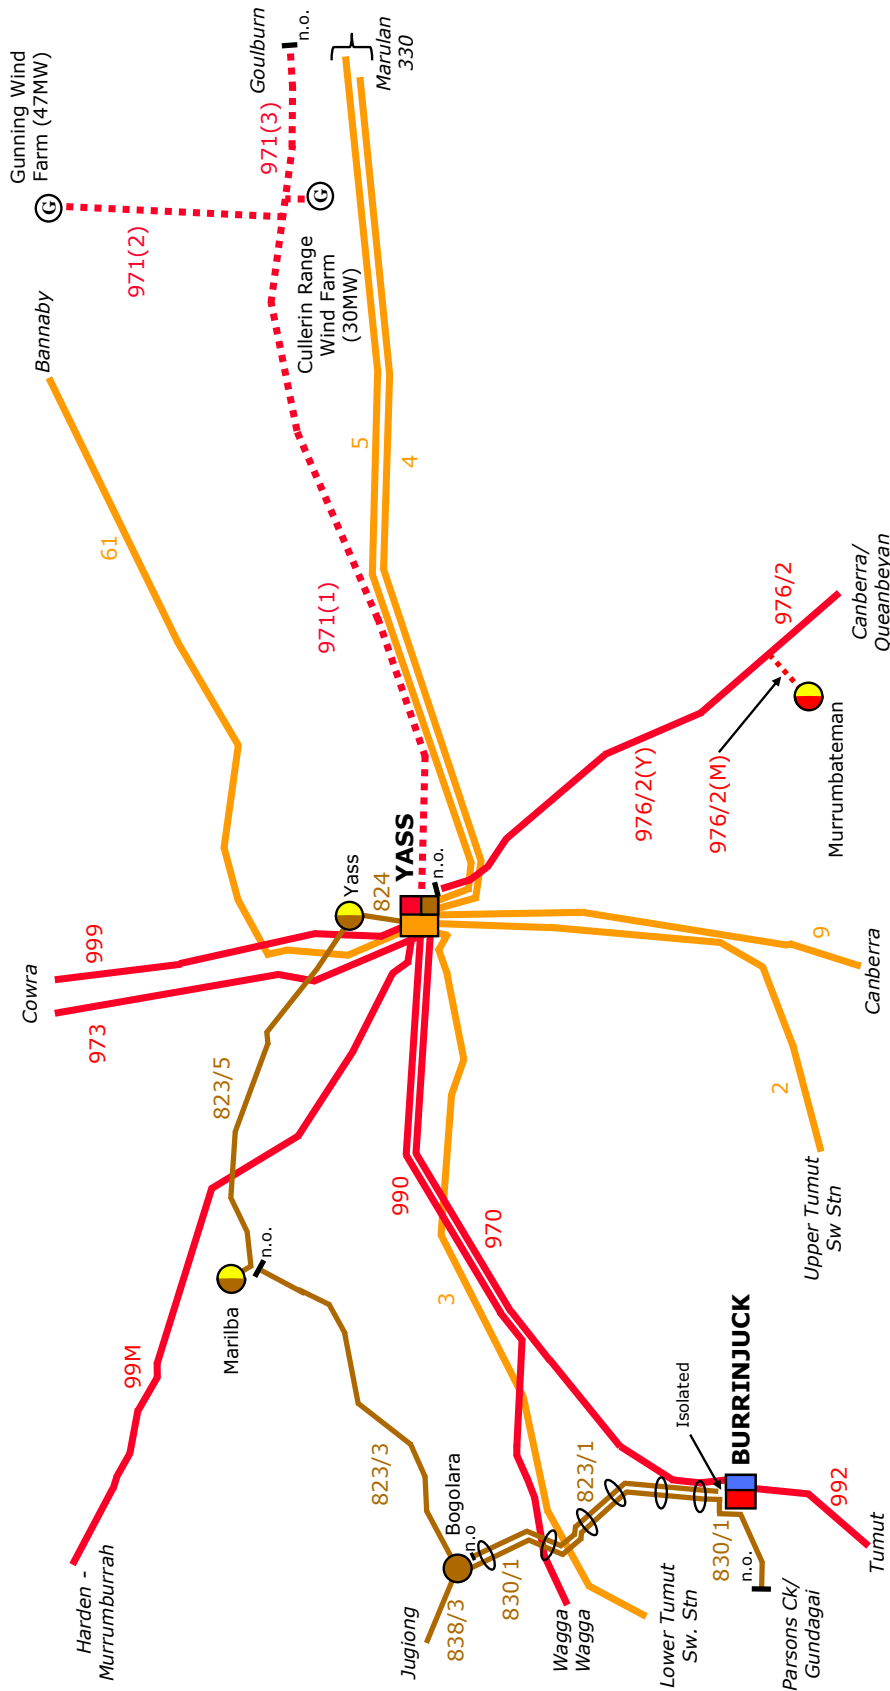 Harden -
Murrumburrah
99M
Jugiong
838/3
Bogolara
n.o
823/3
Marilba
n.o.
823/5
Cowra
973
999
Yass
824
YASS
n.o.
61
Bannaby
Gunning Wind
Farm (47MW)
G
971(2)
Goulburn
n.o.
971(3)
G
Cullerin Range
Wind Farm
(30MW)
971(1)
Marulan
330
5
4
990
970
3
830/1
823/1
Wagga
Wagga
Lower Tumut
Sw. Stn
Isolated
BURRINJUCK
830/1
n.o.
Parsons Ck/
Gundagai
992
Tumut
2
Upper Tumut
Sw Stn
9
Canberra
976/2(Y)
976/2(M)
Murrumbateman
976/2
Canberra/
Queanbeyan